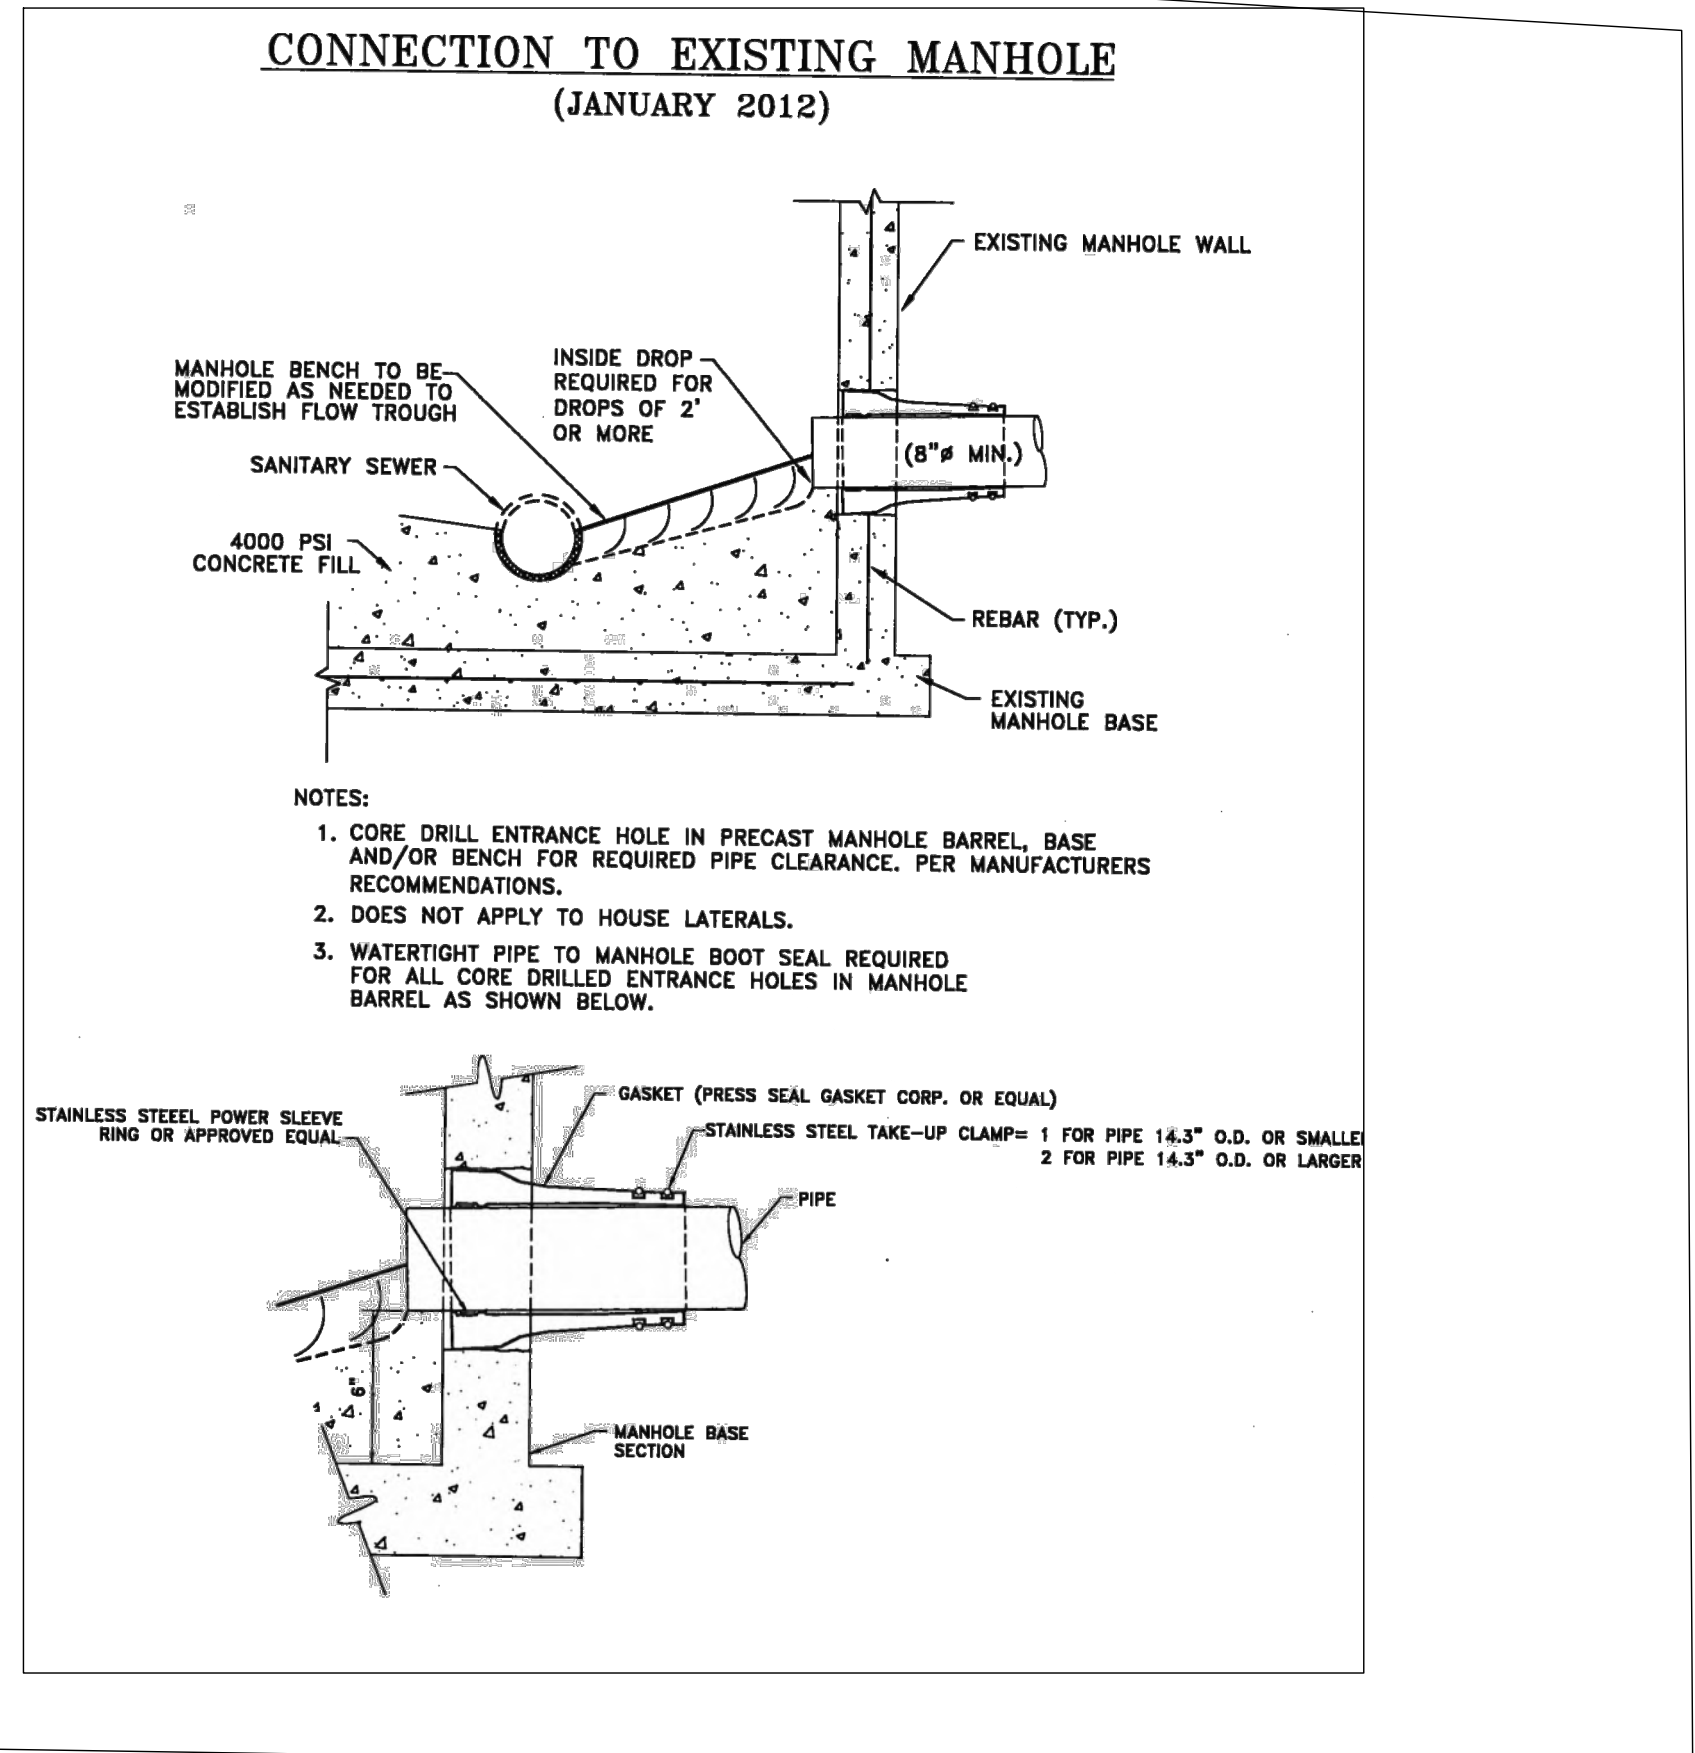 CONNECTION TO EXISTING MANHOLE
(JANUARY 2012)
EXISTING MANHOLE WALL
MANHOLE BENCH TO BE
MODIFIED AS NEEDED TO
ESTABLISH FLOW TROUGH
INSIDE DROP
REQUIRED FOR
DROPS OF 2'
OR MORE
SANITARY SEWER
(8"ø MIN.)
4000 PSI
CONCRETE FILL
REBAR (TYP.)
EXISTING
MANHOLE BASE
NOTES:
1. CORE DRILL ENTRANCE HOLE IN PRECAST MANHOLE BARREL, BASE
AND/OR BENCH FOR REQUIRED PIPE CLEARANCE. PER MANUFACTURERS
RECOMMENDATIONS.
2. DOES NOT APPLY TO HOUSE LATERALS.
3. WATERTIGHT PIPE TO MANHOLE BOOT SEAL REQUIRED
FOR ALL CORE DRILLED ENTRANCE HOLES IN MANHOLE
BARREL AS SHOWN BELOW.
GASKET (PRESS SEAL GASKET CORP. OR EQUAL)
STAINLESS STEEEL POWER SLEEVE
RING OR APPROVED EQUAL
STAINLESS STEEL TAKE-UP CLAMP= 1 FOR PIPE 14.3" O.D. OR SMALLE
2 FOR PIPE 14.3" O.D. OR LARGER
PIPE
6"
MANHOLE BASE
SECTION